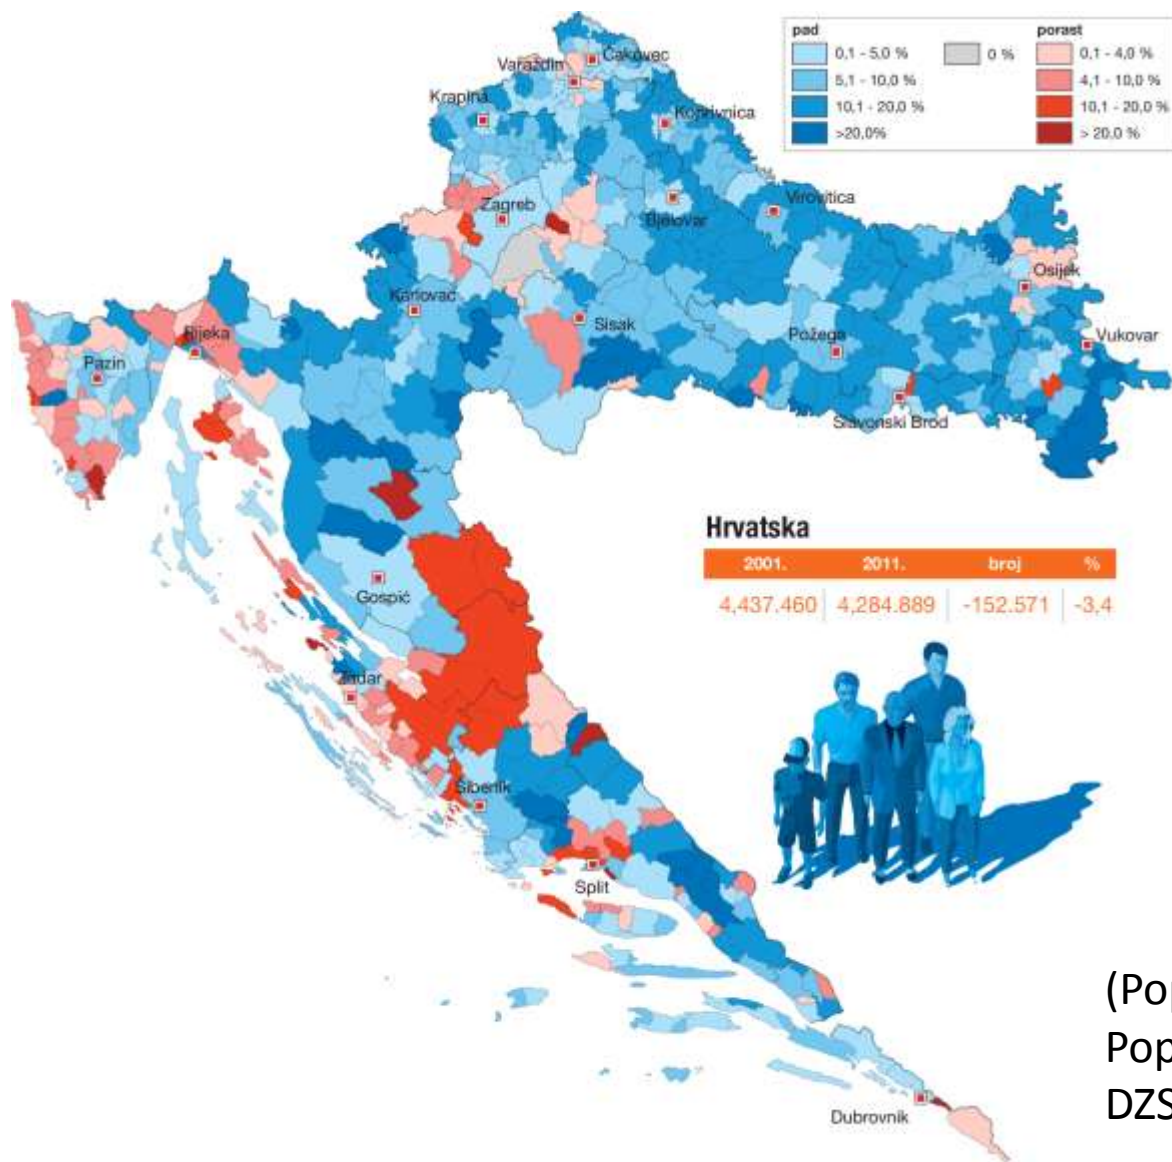 pad porast
0,1 - 5,0 % 0 % 0,1 - 4,0 %
5,1 - 10,0 % 4,1 - 10,0 %
10,1 - 20,0 % 10,1 - 20,0 %
>20,0% > 20,0 %
Čakovec
Varaždin
Krapina
Koprivnica
Zagreb
Bjelovar
Virovitica
Osijek
Karlovac
Sisak
Rijeka
Požega
Vukovar
Pazin
Slavonski Brod
Hrvatska
2001. 2011. broj %
4,437.460 4,284.889 -152.571 -3,4
Gospić
Zadar
Šibenik
Split
Dubrovnik
(Pop
Pop
DZS